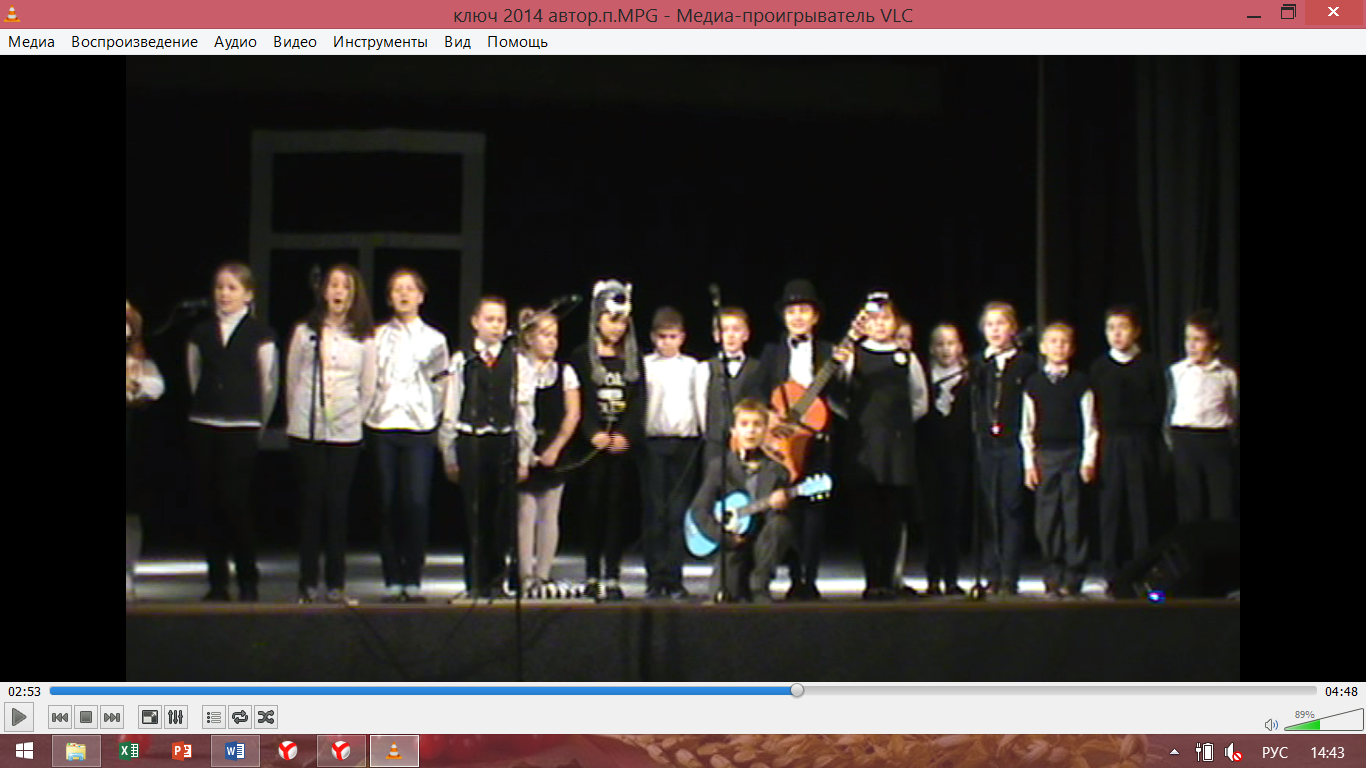 ключ 2014 автор.п.MPG - Медиа-проигрыватель VLC
Медиа Воспроизведение Аудио Видео Инструменты Вид Помощь
02:53 04:48
89%
РУС 14:43